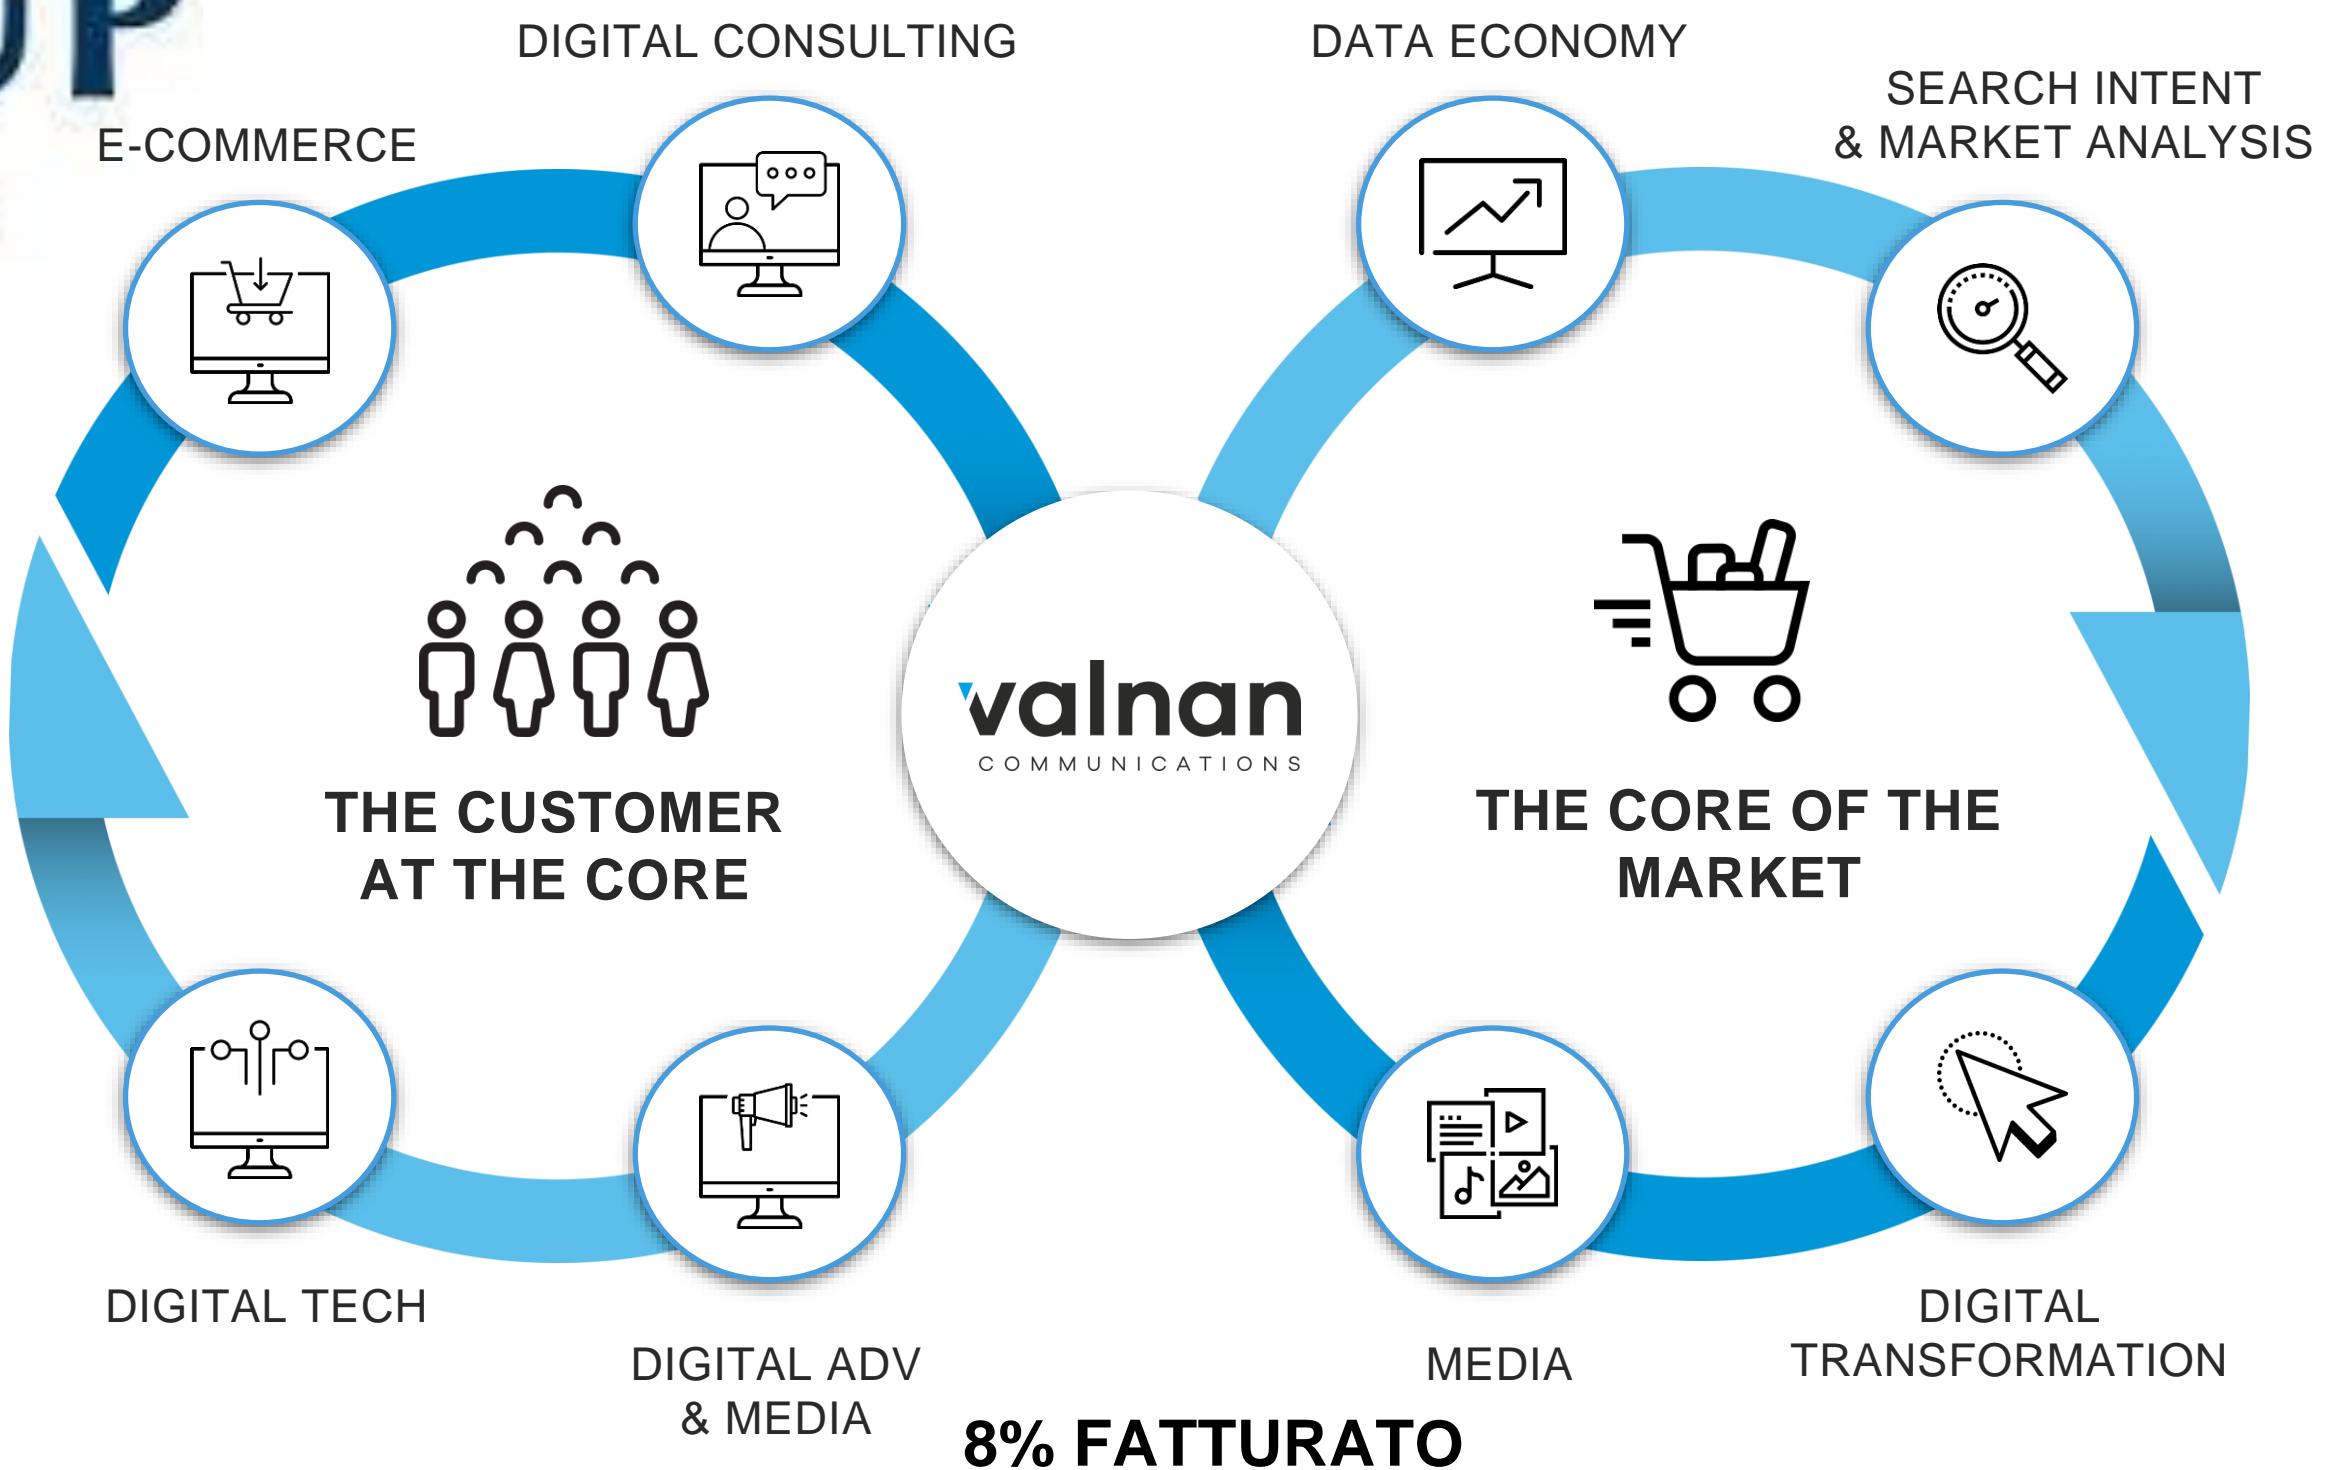 UP
DIGITAL CONSULTING
DATA ECONOMY
E-COMMERCE
SEARCH INTENT
& MARKET ANALYSIS
valnan
COMMUNICATIONS
THE CUSTOMER
AT THE CORE
THE CORE OF THE
MARKET
DIGITAL TECH
DIGITAL ADV
& MEDIA
MEDIA
DIGITAL
TRANSFORMATION
8% FATTURATO